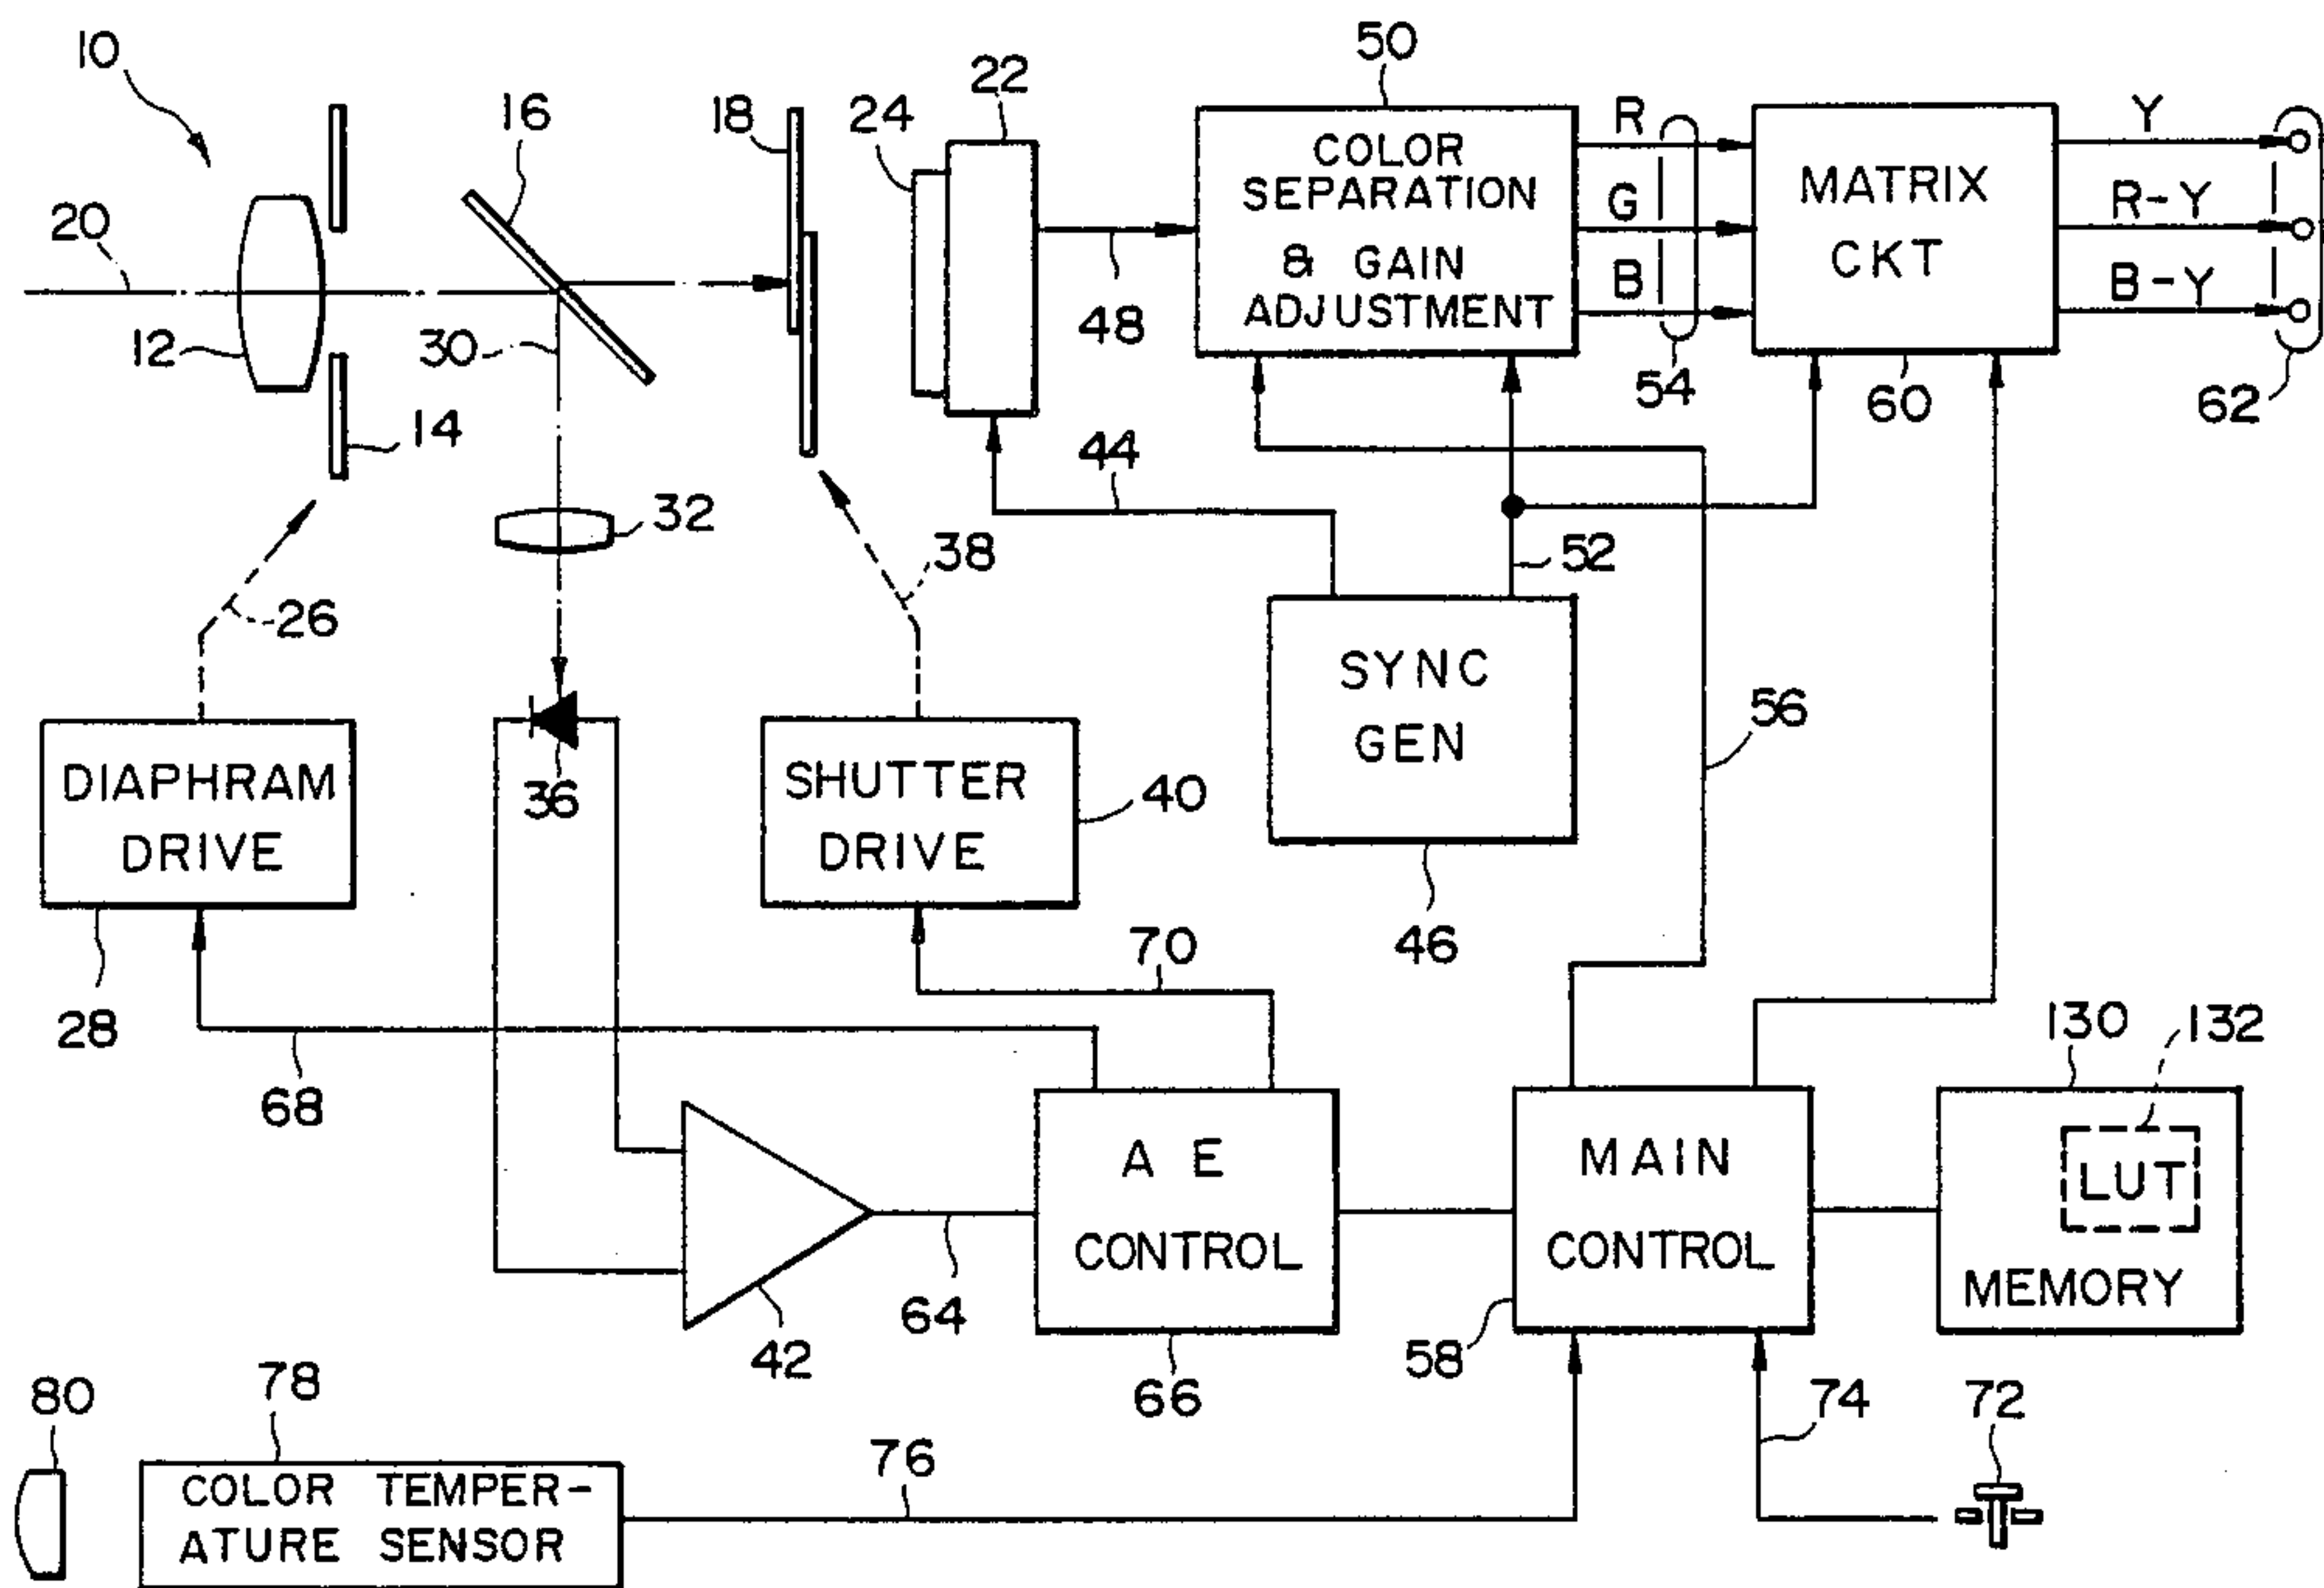 10
16
18
24
22
50
COLOR
SEPARATION
& GAIN
ADJUSTMENT
R
G
B
54
MATRIX
CKT
60
Y
R-Y
B-Y
62
20
12
14
30
32
48
44
52
38
26
56
SYNC
GEN
46
DIAPHRAM
DRIVE
28
36
SHUTTER
DRIVE
40
70
68
130
132
LUT
MEMORY
A E
CONTROL
66
MAIN
CONTROL
58
64
42
80
78
COLOR TEMPER-
ATURE SENSOR
76
74
72